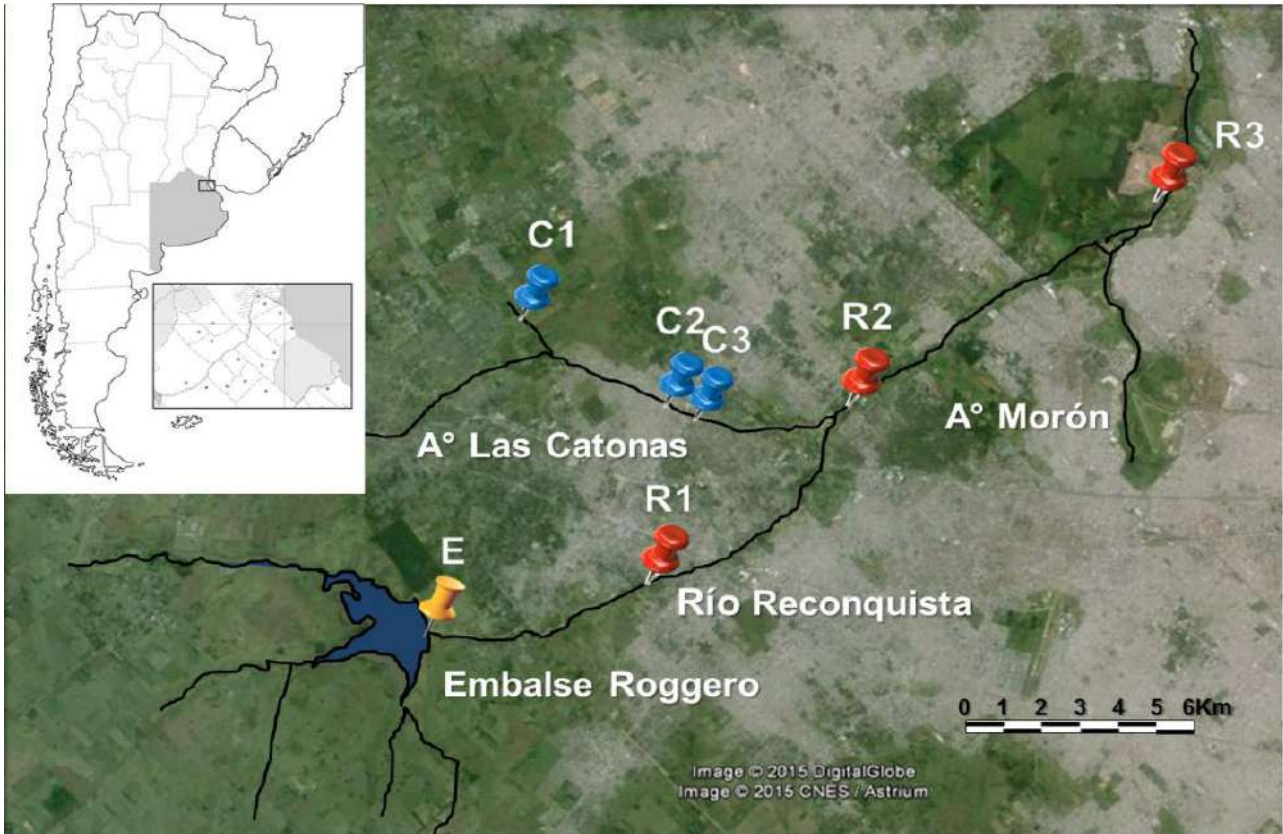 R3
C1
C2
C3
R2
A° Morón
A° Las Catonas
R1
E
Río Reconquista
Embalse Roggero
0 1 2 3 4 5 6Km
Image © 2015 DigitalGlobe
Image © 2015 CNES / Astrium